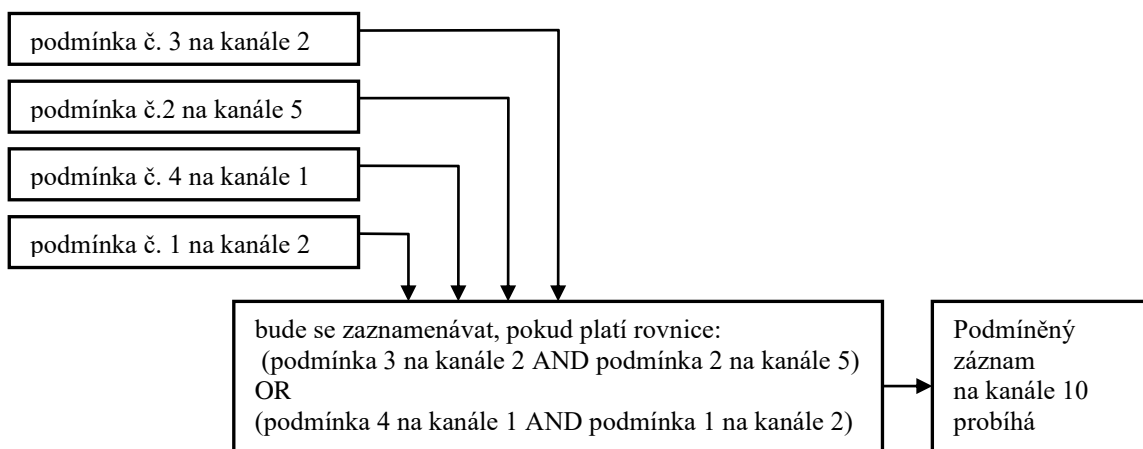 podmínka č. 3 na kanále 2
podmínka č.2 na kanále 5
podmínka č. 4 na kanále 1
podmínka č. 1 na kanále 2
bude se zaznamenávat, pokud platí rovnice:
(podmínka 3 na kanále 2 AND podmínka 2 na kanále 5)
OR
(podmínka 4 na kanále 1 AND podmínka 1 na kanále 2)
Podmíněný
záznam
na kanále 10
probíhá